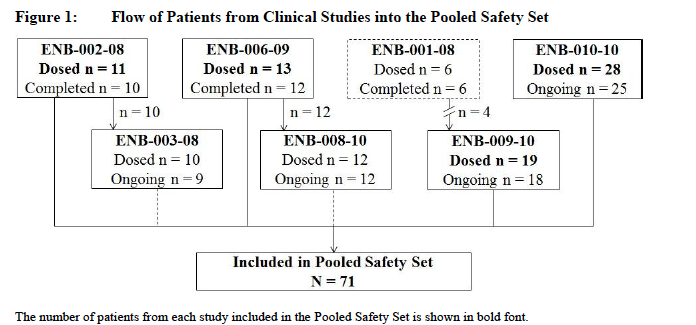 Figure 1: Flow of Patients from Clinical Studies into the Pooled Safety Set
ENB-002-08
Dosed n = 11
Completed n = 10
ENB-006-09
Dosed n = 13
Completed n = 12
ENB-001-08
Dosed n = 6
Completed n = 6
ENB-010-10
Dosed n = 28
Ongoing n = 25
n = 10
n = 12
n = 4
ENB-003-08
Dosed n = 10
Ongoing n = 9
ENB-008-10
Dosed n = 12
Ongoing n = 12
ENB-009-10
Dosed n = 19
Ongoing n = 18
Included in Pooled Safety Set
N = 71
The number of patients from each study included in the Pooled Safety Set is shown in bold font.